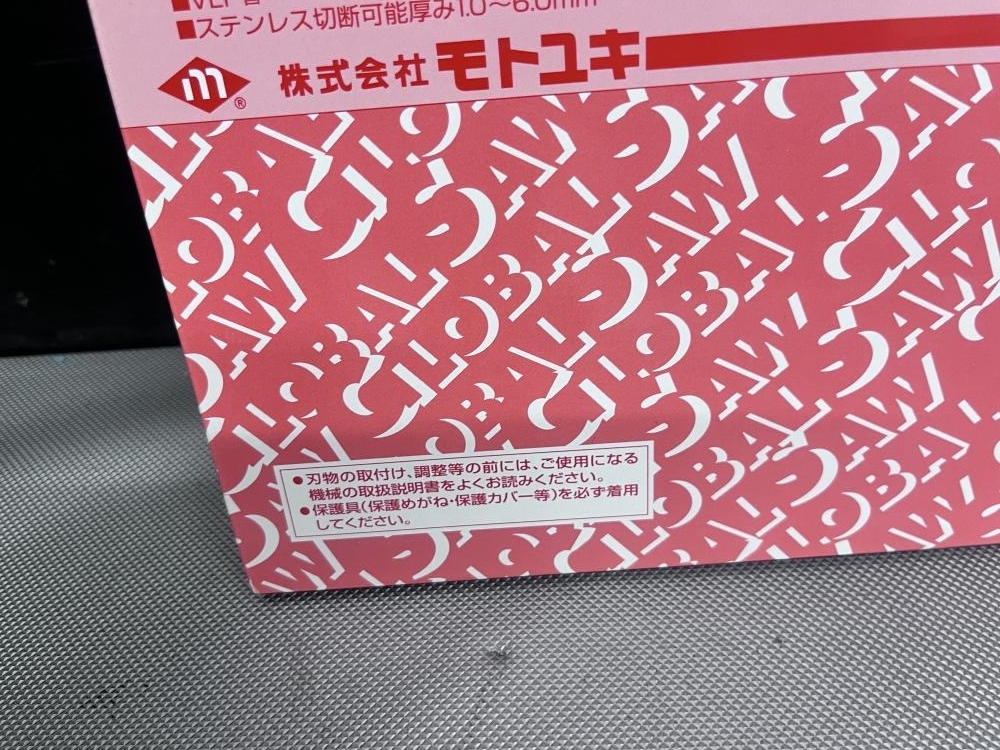 ■ステンレス切断可能厚み1.0〜6.0mm
m® 株式会社モトユキ
GLOBAL SAW
●刃物の取付け、調整等の前には、ご使用になる
機械の取扱説明書をよくお読みください。
●保護具(保護めがね・保護カバー等)を必ず着用
してください。